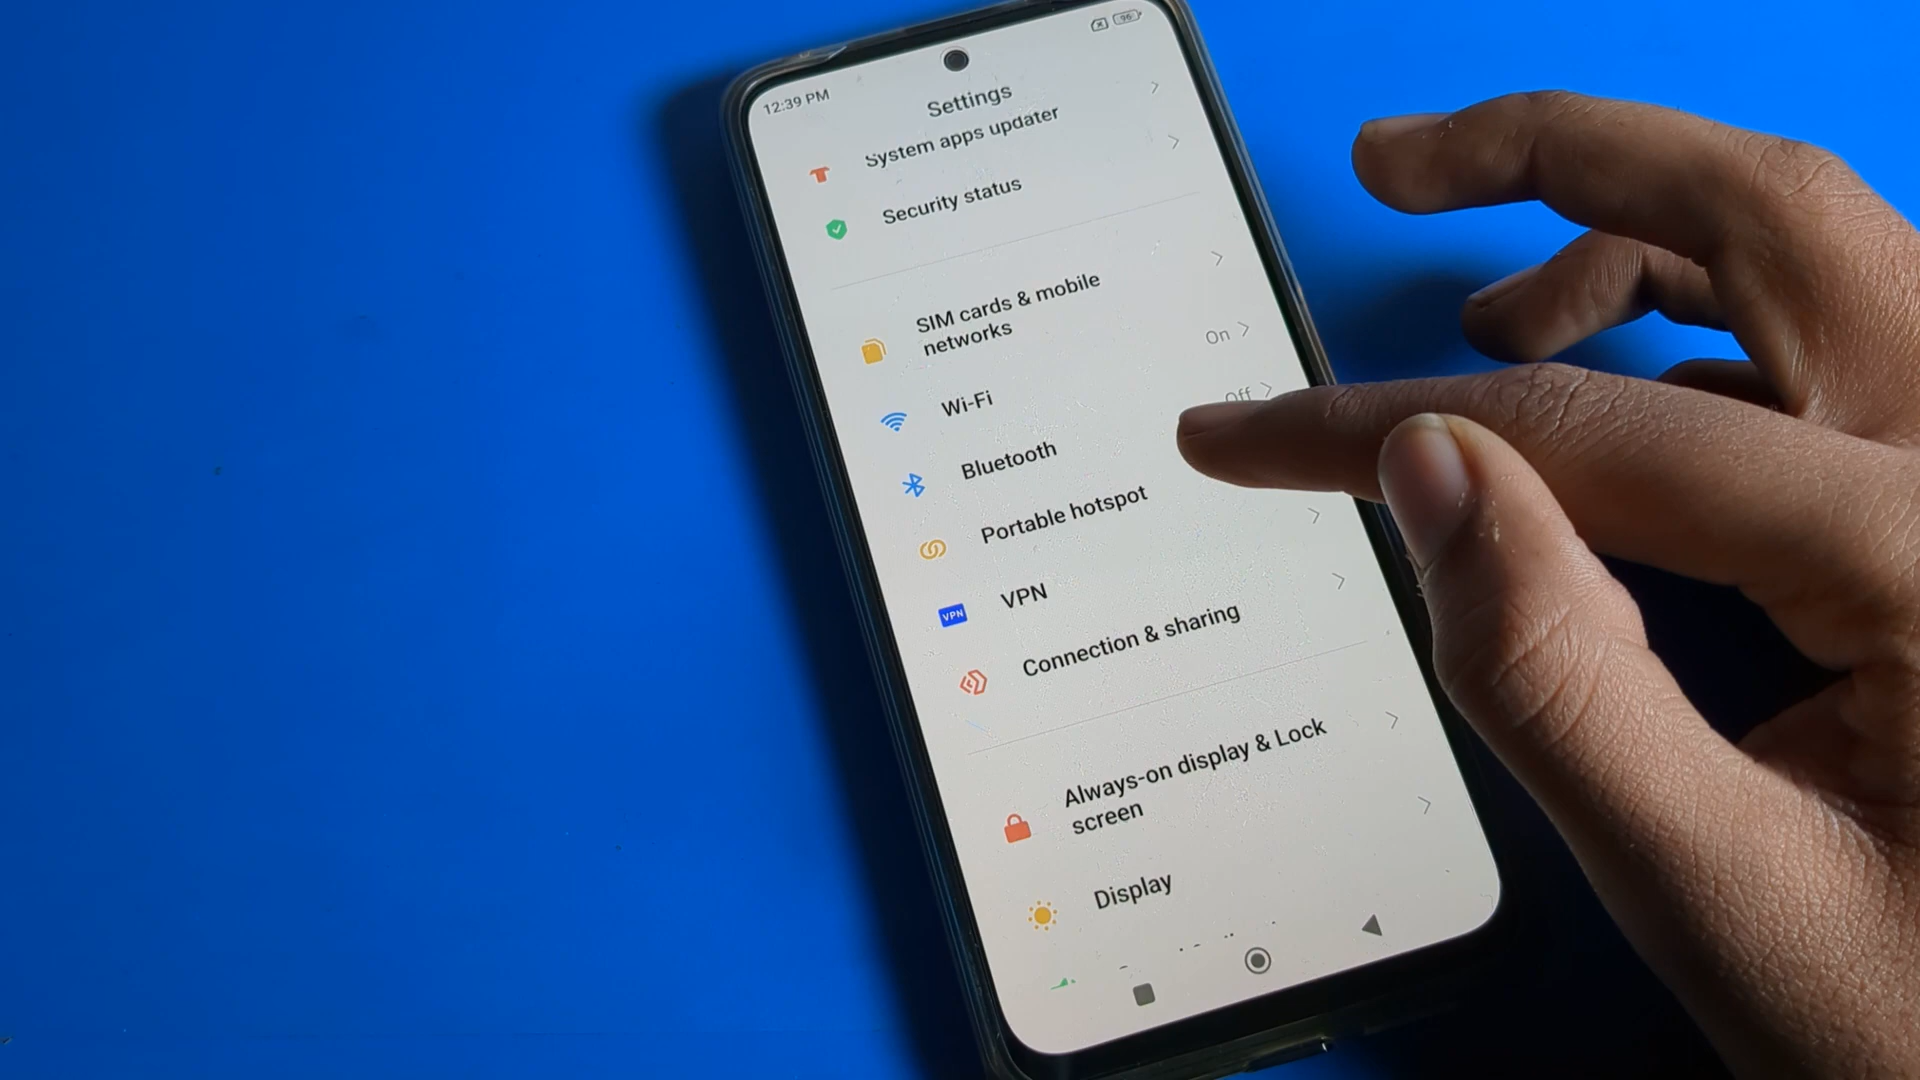 12:39 PM
96
Settings
System apps updater
Security status
SIM cards & mobile
networks
Wi-Fi
On
Bluetooth
Off
Portable hotspot
VPN
VPN
Connection & sharing
Always-on display & Lock
screen
Display